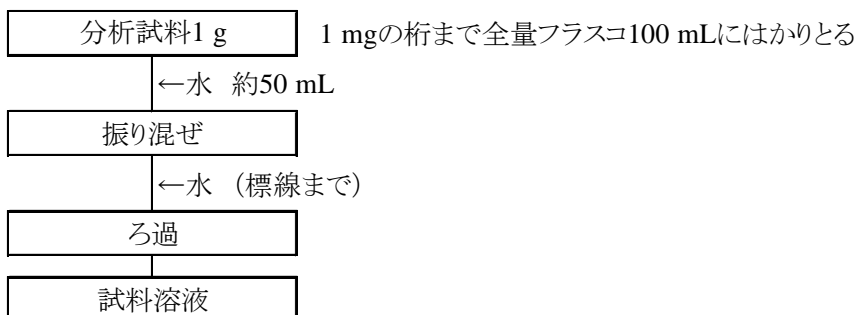 分析試料1 g　1 mgの桁まで全量フラスコ100 mLにはかりとる
←水　約50 mL
振り混ぜ
←水　（標線まで）
ろ過
試料溶液